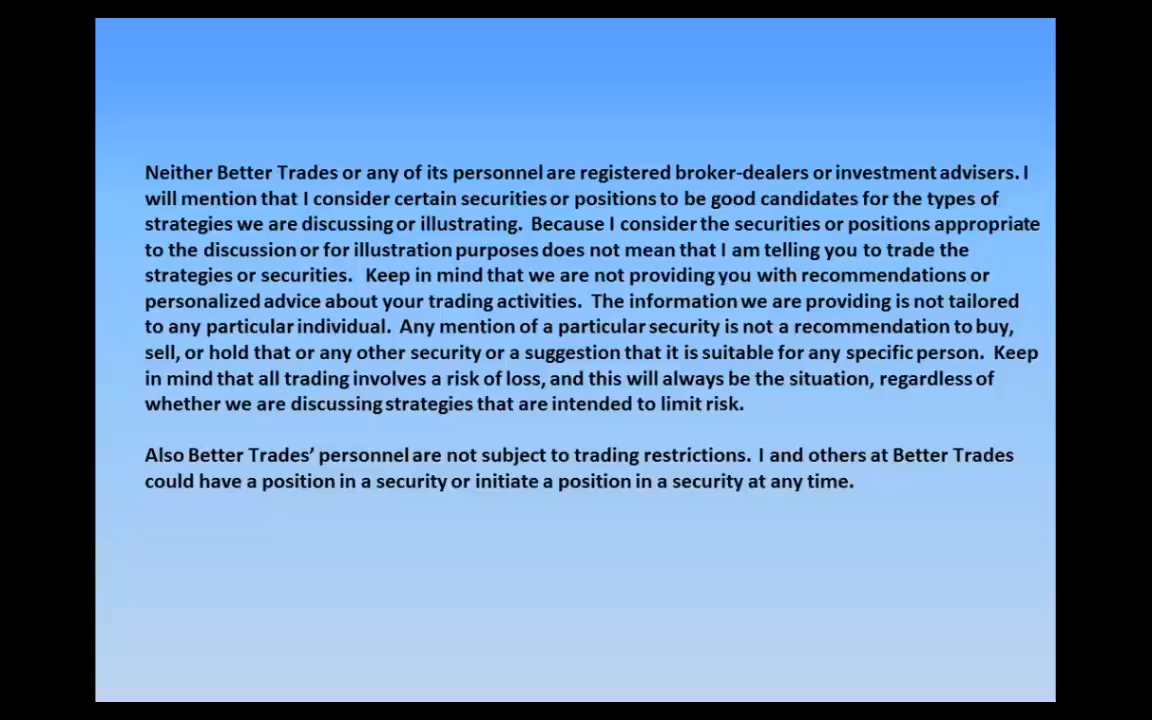 Neither Better Trades or any of its personnel are registered broker-dealers or investment advisers. I
will mention that I consider certain securities or positions to be good candidates for the types of
strategies we are discussing or illustrating.  Because I consider the securities or positions appropriate
to the discussion or for illustration purposes does not mean that I am telling you to trade the
strategies or securities.   Keep in mind that we are not providing you with recommendations or
personalized advice about your trading activities.  The information we are providing is not tailored
to any particular individual.  Any mention of a particular security is not a recommendation to buy,
sell, or hold that or any other security or a suggestion that it is suitable for any specific person.  Keep
in mind that all trading involves a risk of loss, and this will always be the situation, regardless of
whether we are discussing strategies that are intended to limit risk.
Also Better Trades’ personnel are not subject to trading restrictions.  I and others at Better Trades
could have a position in a security or initiate a position in a security at any time.